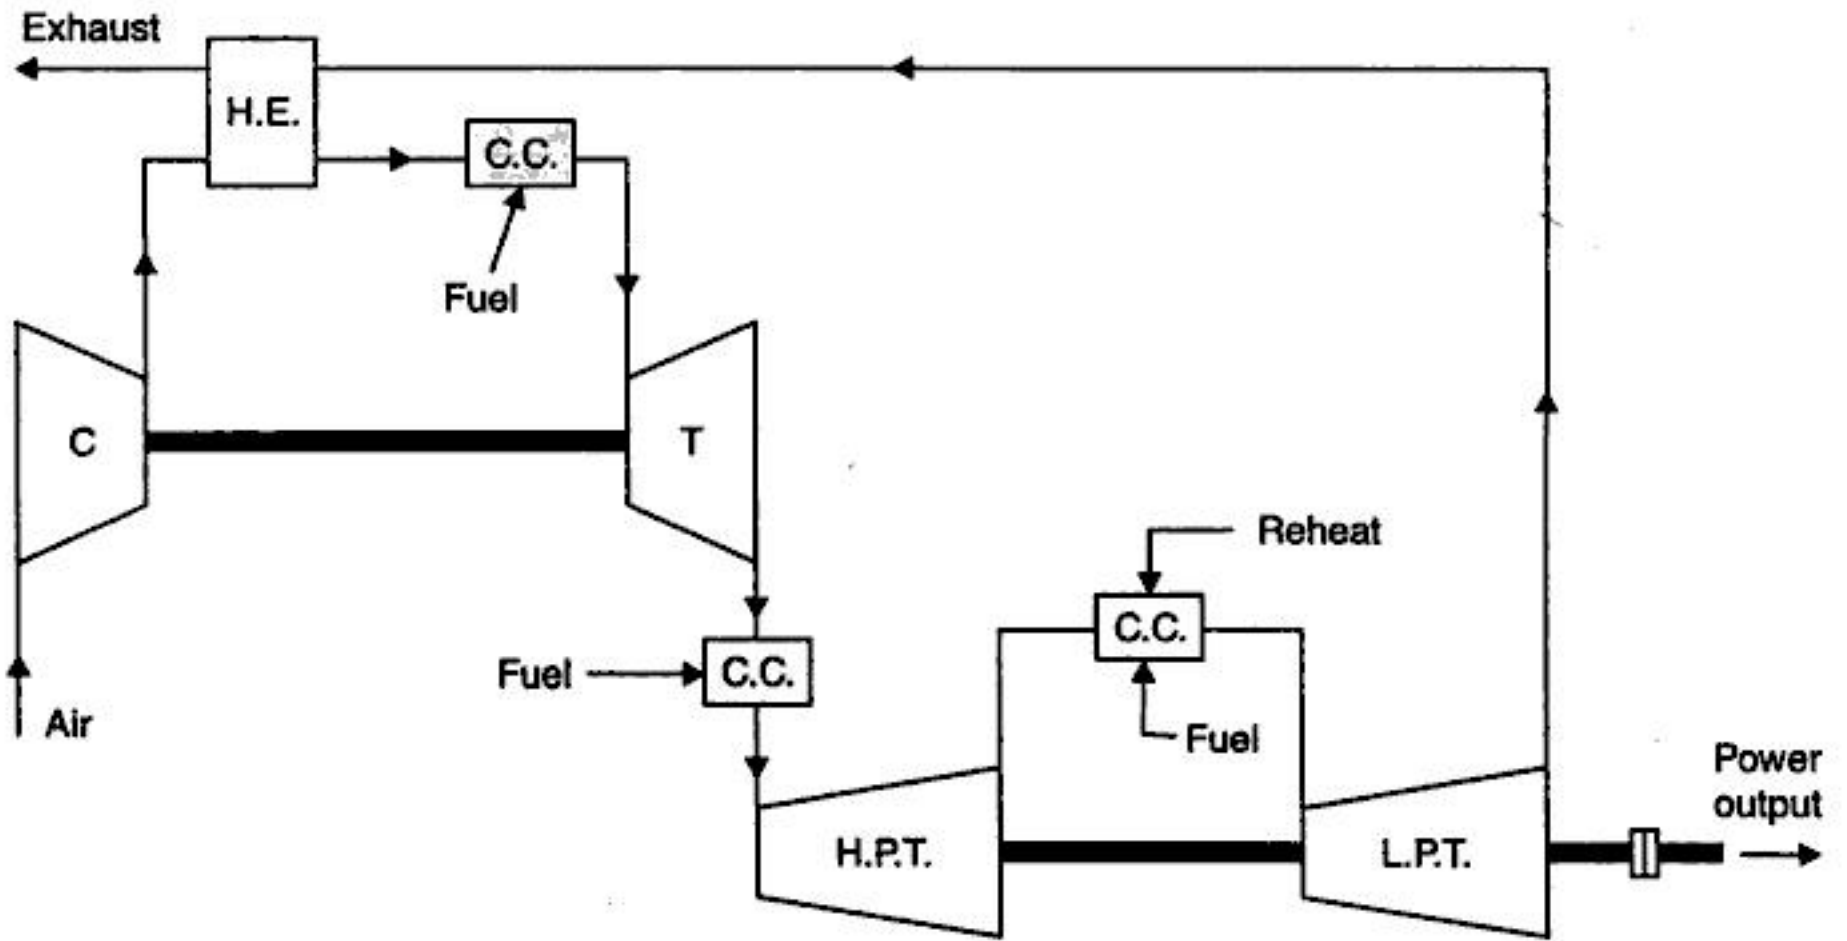 Exhaust
H.E.
C.C.
Fuel
C
T
Reheat
C.C.
Fuel
C.C.
Air
Fuel
Power
output
H.P.T.
L.P.T.